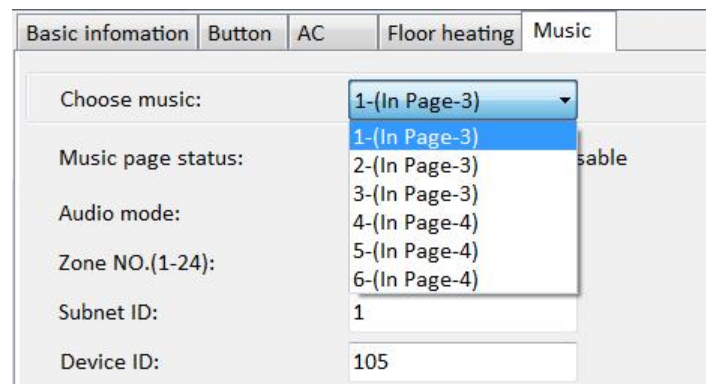 Basic infomation Button AC Floor heating Music
Choose music: 1-(In Page-3)
1-(In Page-3)
Music page status: 2-(In Page-3) sable
3-(In Page-3)
Audio mode: 4-(In Page-4)
Zone NO.(1-24): 5-(In Page-4)
6-(In Page-4)
Subnet ID: 1
Device ID: 105